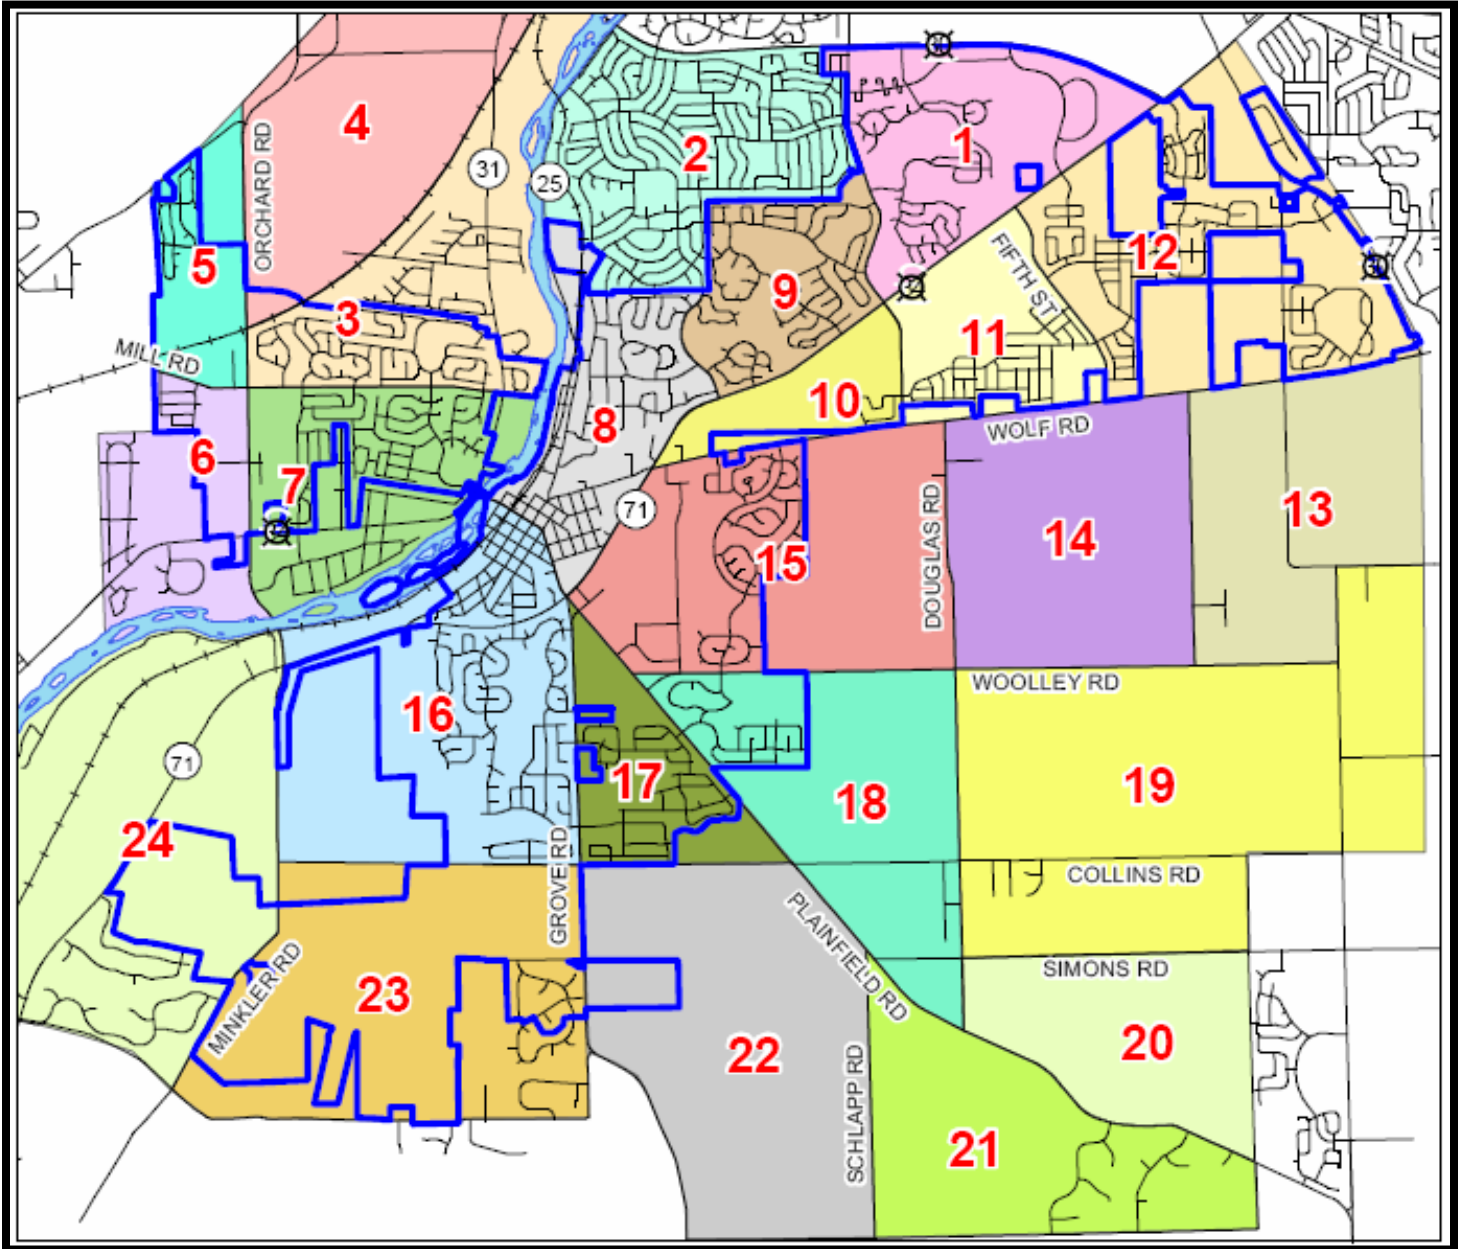 4
1
2
31
25
ORCHARD RD
5
12
9
FIFTH ST
3
11
MILL RD
10
8
WOLF RD
6
7
71
13
14
15
DOUGLAS RD
WOOLLEY RD
16
71
17
19
18
24
GROVE RD
COLLINS RD
PLAINFIELD RD
SIMONS RD
23
MINKLER RD
20
22
SCHLAPP RD
21